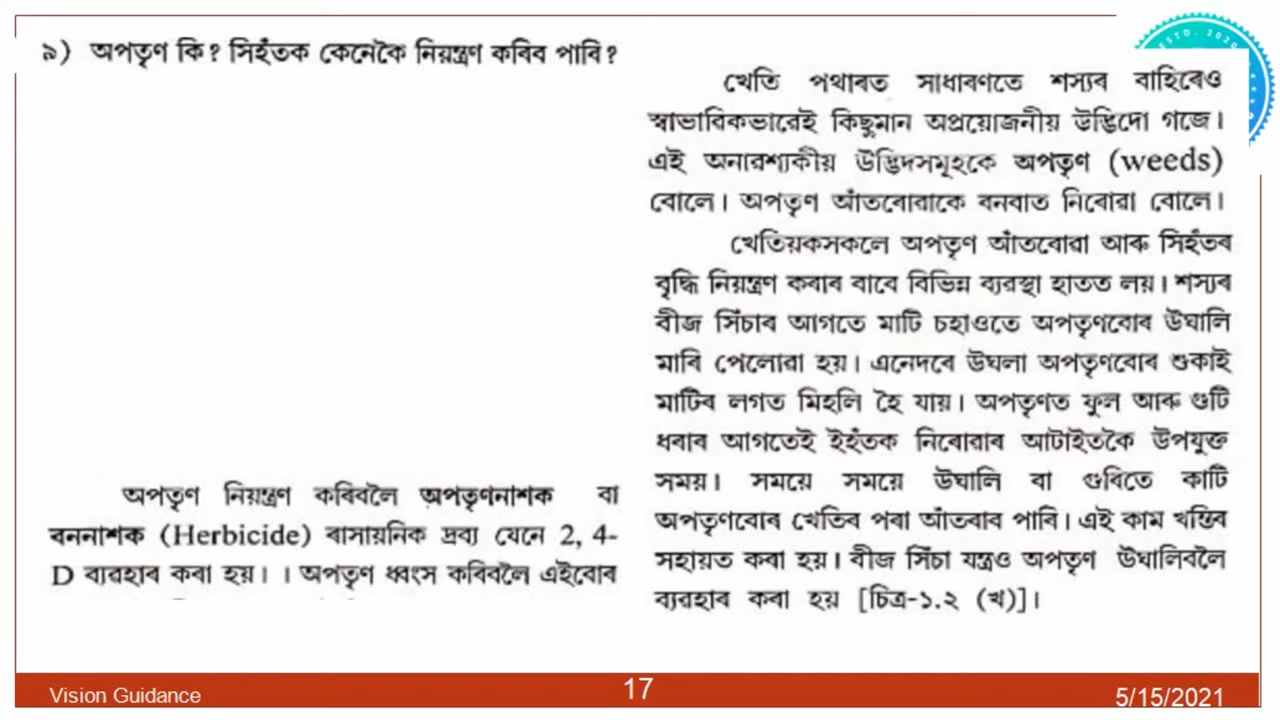 ৯) অপতৃণ কি? সিহঁতক কেনেকৈ নিয়ন্ত্ৰণ কৰিব পাৰি?
খেতি পথাৰত সাধাৰণতে শস্যৰ বাহিৰেও
স্বাভাবিকভাৱেই কিছুমান অপ্ৰয়োজনীয় উদ্ভিদো গজে।
এই অনাৱশ্যকীয় উদ্ভিদসমূহকে অপতৃণ (weeds)
বোলে। অপতৃণ আঁতৰোৱাকে বনবাত নিৰোৱা বোলে।
খেতিয়কসকলে অপতৃণ আঁতৰোৱা আৰু সিহঁতৰ
বৃদ্ধি নিয়ন্ত্ৰণ কৰাৰ বাবে বিভিন্ন ব্যৱস্থা হাতত লয়। শস্যৰ
বীজ সিঁচাৰ আগতে মাটি চহাওতে অপতৃণবোৰ উঘালি
মাৰি পেলোৱা হয়। এনেদৰে উঘলা অপতৃণবোৰ শুকাই
মাটিৰ লগত মিহলি হৈ যায়। অপতৃণত ফুল আৰু গুটি
ধৰাৰ আগতেই ইহঁতক নিৰোৱাৰ আটাইতকৈ উপযুক্ত
সময়। সময়ে সময়ে উঘালি বা গুৰিতে কাটি
অপতৃণবোৰ খেতিৰ পৰা আঁতৰাব পাৰি। এই কাম খন্তিৰ
সহায়ত কৰা হয়। বীজ সিঁচা যন্ত্ৰও অপতৃণ উঘালিবলৈ
ব্যৱহাৰ কৰা হয় [চিত্ৰ-১.২ (খ)]।
অপতৃণ নিয়ন্ত্ৰণ কৰিবলৈ অপতৃণনাশক বা
বননাশক (Herbicide) ৰাসায়নিক দ্ৰব্য যেনে 2, 4-
D ব্যৱহাৰ কৰা হয়। । অপতৃণ ধ্বংস কৰিবলৈ এইবোৰ
Vision Guidance
17
5/15/2021
ESTD. 2020